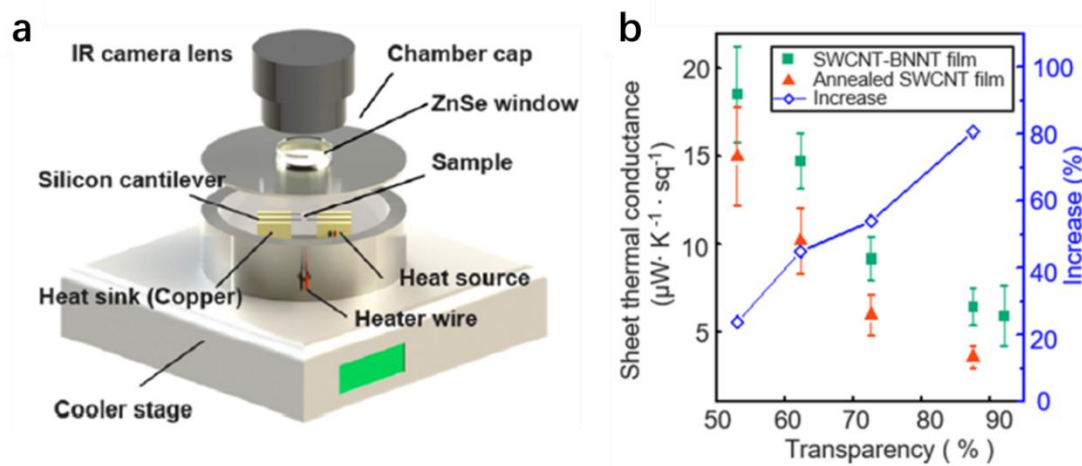 a
IR camera lens
Chamber cap
ZnSe window
Sample
Silicon cantilever
Heat source
Heat sink (Copper)
Heater wire
Cooler stage
b
SWCNT-BNNT film
Annealed SWCNT film
Increase
Sheet thermal conductance
(μW· K⁻¹ · sq⁻¹)
20
15
10
5
100
80
60
40
20
0
Increase (%)
50 60 70 80 90
Transparency ( % )